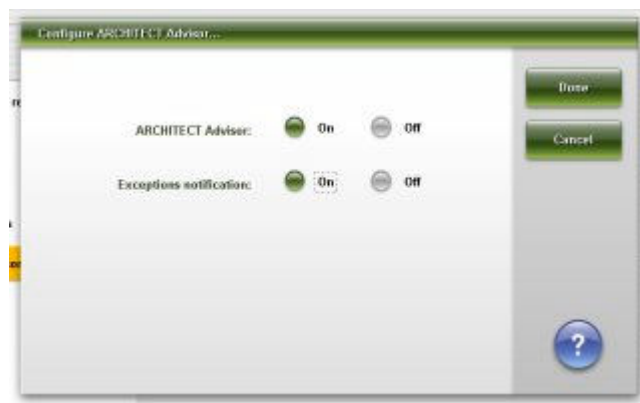 Configure ARCHITECT Advisor...
Done
ARCHITECT Advisor: On Off
Cancel
Exceptions notification: On Off
?